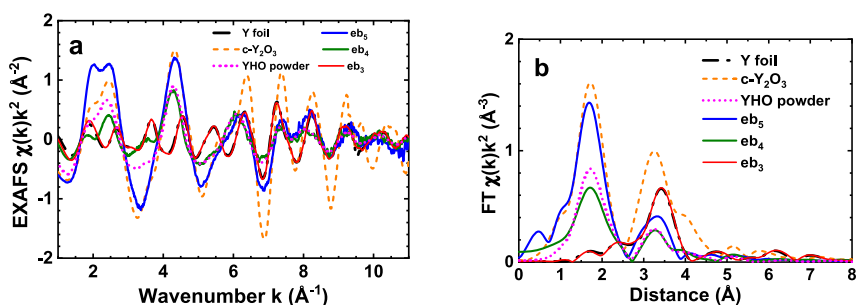 a
Y foil
c-Y₂O₃
YHO powder
eb₅
eb₄
eb₃
EXAFS χ(k)k² (Å⁻²)
2
1
0
-1
-2
2
4
6
8
10
Wavenumber k (Å⁻¹)
b
Y foil
c-Y₂O₃
YHO powder
eb₅
eb₄
eb₃
FT χ(k)k² (Å⁻³)
2
1
0
0
1
2
3
4
5
6
7
8
Distance (Å)